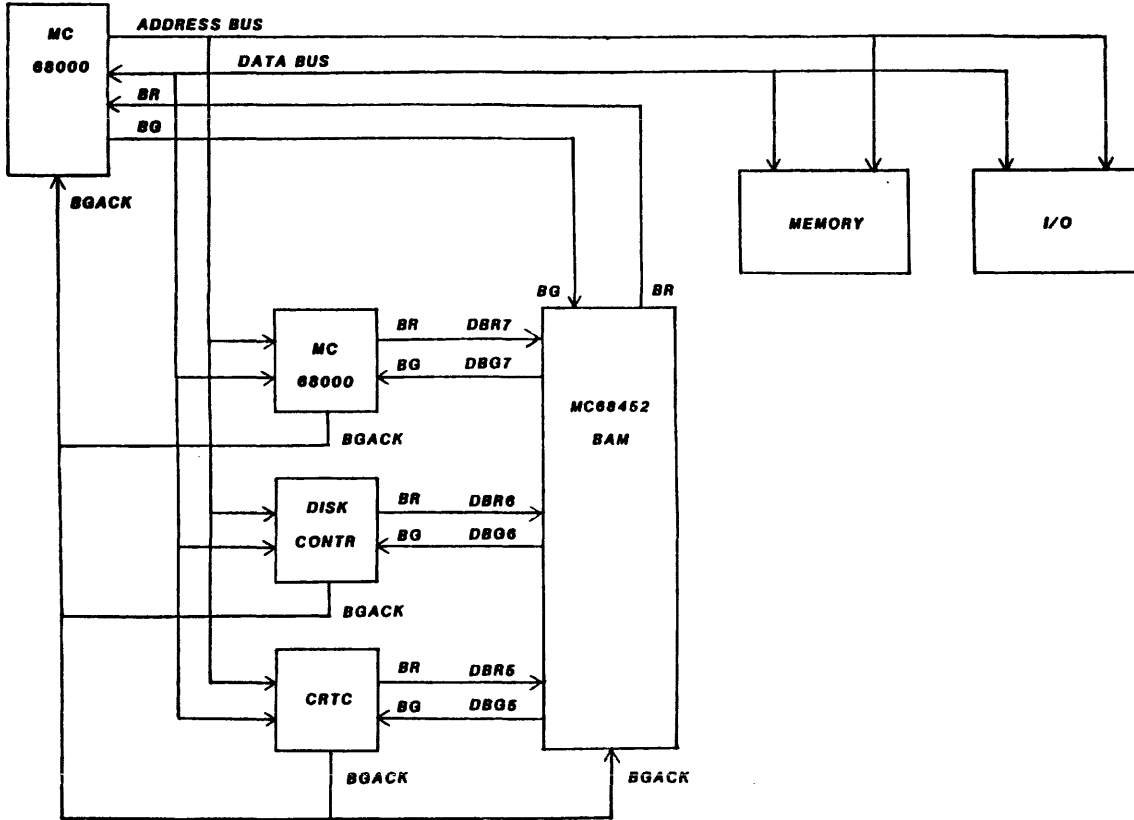 MC
68000
ADDRESS BUS
DATA BUS
BR
BG
BGACK
MEMORY
I/O
BG
BR
MC
68000
BR
DBR7
BG
DBG7
BGACK
MC68452
BAM
DISK
CONTR
BR
DBR6
BG
DBG6
BGACK
CRTC
BR
DBR5
BG
DBG5
BGACK
BGACK